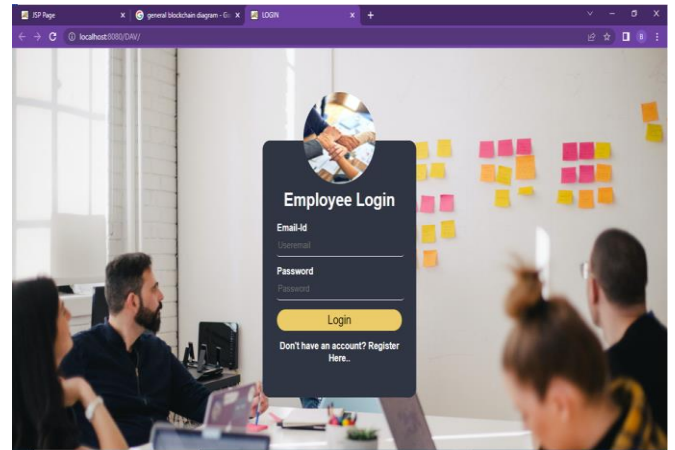 JSP Page
general blockchain diagram - Go
LOGIN
localhost:8080/DAV/
B
Employee Login
Email-Id
Useremail
Password
Password
Login
Don't have an account? Register
Here..